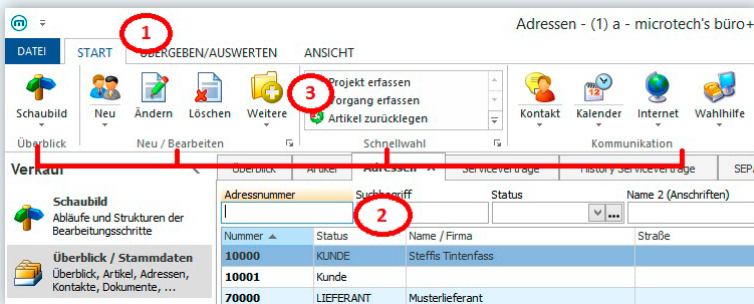 Adressen - (1) a - microtech's büro+
DATEI START ÜBERGEBEN/AUSWERTEN ANSICHT
1
Projekt erfassen
Vorgang erfassen
Artikel zurücklegen
3
Schaubild Neu Ändern Löschen Weitere Kontakt Kalender Internet Wahlhilfe
12
Überblick Neu / Bearbeiten Schnellwahl Kommunikation
Verkauf
Überblick Artikel Adressen Serviceverträge History Serviceverträge SEPA
Adressnummer Suchbegriff Status Name 2 (Anschriften)
...
2
Schaubild
Abläufe und Strukturen der
Bearbeitungsschritte
Überblick / Stammdaten
Überblick, Artikel, Adressen,
Kontakte, Dokumente, ...
Nummer Status Name / Firma Straße
10000 KUNDE Steffis Tintenfass
10001 Kunde
70000 LIEFERANT Musterlieferant